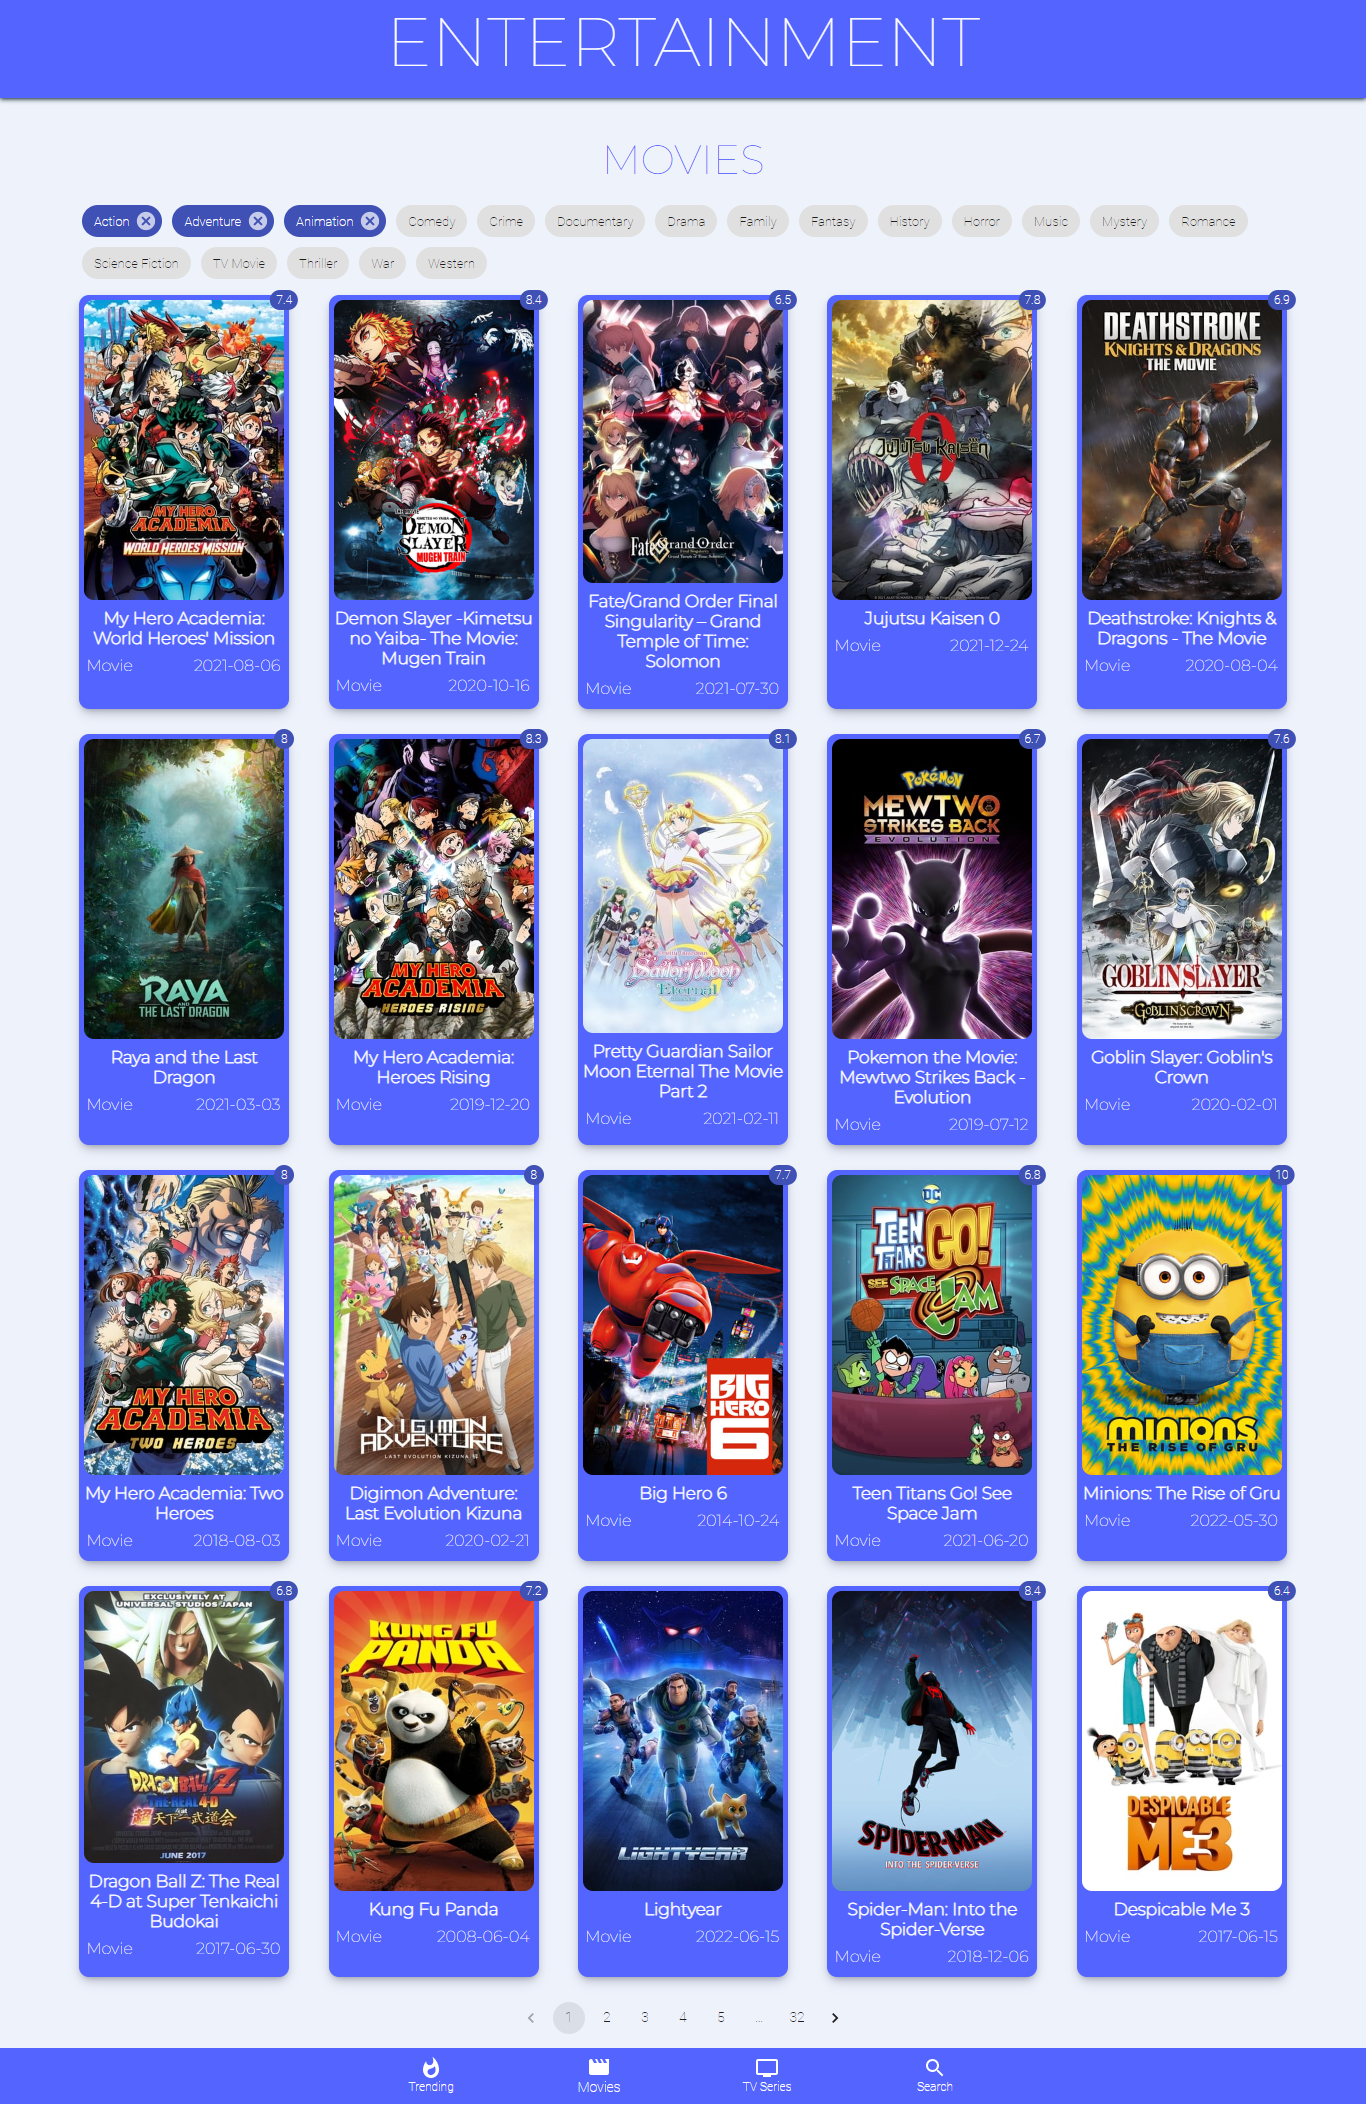 ENTERTAINMENT
MOVIES
Action Adventure Animation Comedy Crime Documentary Drama Family Fantasy History Horror Music Mystery Romance
Science Fiction TV Movie Thriller War Western
7.4 8.4 6.5 7.8 6.9
MY HERO
ACADEMIA
WORLD HEROES MISSION
DEMON
SLAYER
MUGEN TRAIN
Fate Grand Order
JUJUTSU KAISEN
0
DEATHSTROKE
KNIGHTS & DRAGONS
THE MOVIE
My Hero Academia:
World Heroes' Mission
Movie 2021-08-06
Demon Slayer -Kimetsu
no Yaiba- The Movie:
Mugen Train
Movie 2020-10-16
Fate/Grand Order Final
Singularity – Grand
Temple of Time:
Solomon
Movie 2021-07-30
Jujutsu Kaisen 0
Movie 2021-12-24
Deathstroke: Knights &
Dragons - The Movie
Movie 2020-08-04
8 8.3 8.1 6.7 7.6
RAYA
AND
THE LAST DRAGON
MY HERO
ACADEMIA
HEROES RISING
Sailor Moon
Eternal
POKÉMON
MEWTWO
STRIKES BACK
EVOLUTION
GOBLIN SLAYER
GOBLIN'S CROWN
Raya and the Last
Dragon
Movie 2021-03-03
My Hero Academia:
Heroes Rising
Movie 2019-12-20
Pretty Guardian Sailor
Moon Eternal The Movie
Part 2
Movie 2021-02-11
Pokemon the Movie:
Mewtwo Strikes Back -
Evolution
Movie 2019-07-12
Goblin Slayer: Goblin's
Crown
Movie 2020-02-01
8 8 7.7 6.8 10
MY HERO
ACADEMIA
TWO HEROES
DIGIMON
ADVENTURE
LAST EVOLUTION KIZUNA
BIG
HERO
6
DC
TEEN
TITANS GO!
SEE SPACE
JAM
minions
THE RISE OF GRU
My Hero Academia: Two
Heroes
Movie 2018-08-03
Digimon Adventure:
Last Evolution Kizuna
Movie 2020-02-21
Big Hero 6
Movie 2014-10-24
Teen Titans Go! See
Space Jam
Movie 2021-06-20
Minions: The Rise of Gru
Movie 2022-05-30
6.8 7.2 8.4 6.4
EXCLUSIVELY AT
UNIVERSAL STUDIOS JAPAN
DRAGON BALL Z
THE REAL 4-D
超天下一武道会
JUNE 2017
KUNG FU
PANDA
LIGHTYEAR
SPIDER-MAN
INTO THE SPIDER-VERSE
DESPICABLE
ME 3
Dragon Ball Z: The Real
4-D at Super Tenkaichi
Budokai
Movie 2017-06-30
Kung Fu Panda
Movie 2008-06-04
Lightyear
Movie 2022-06-15
Spider-Man: Into the
Spider-Verse
Movie 2018-12-06
Despicable Me 3
Movie 2017-06-15
1 2 3 4 5 ... 32
Trending Movies TV Series Search